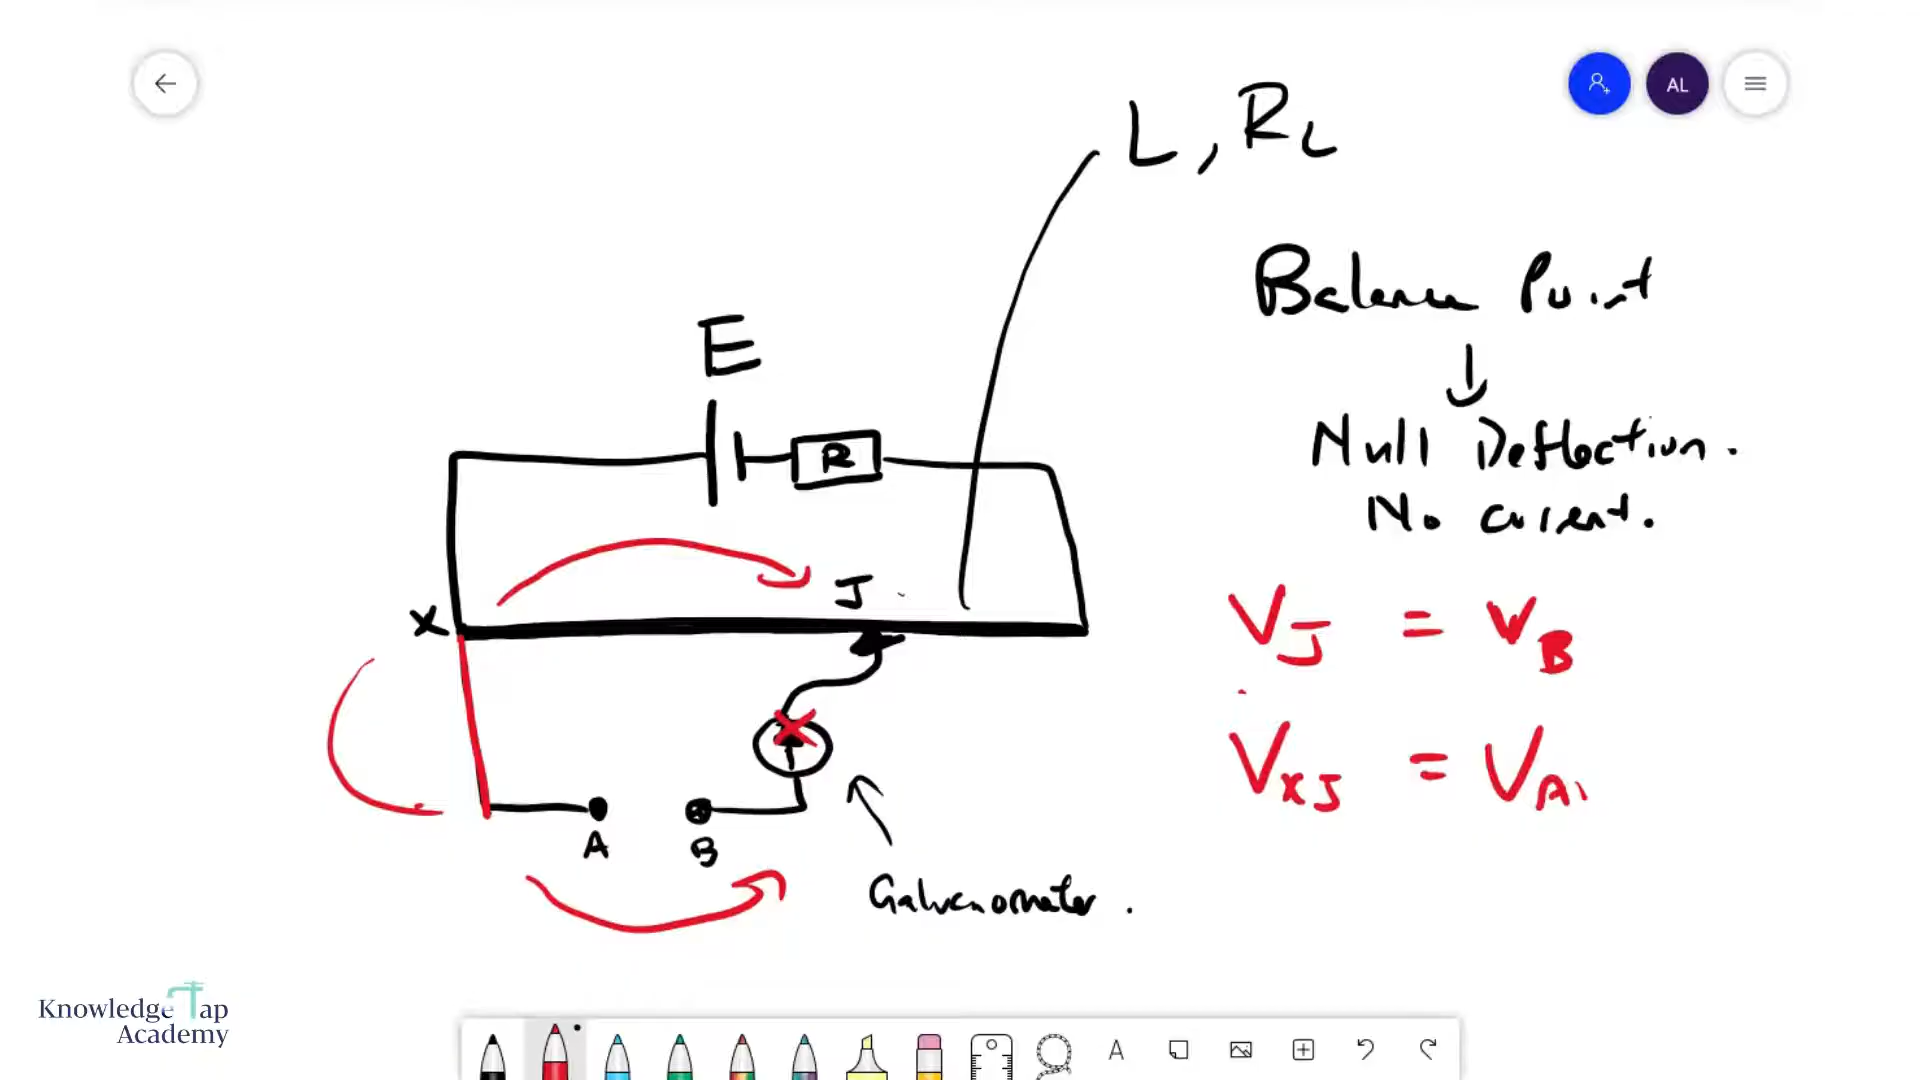 AL
L, RL
Balance Point
Null Deflection.
No current.
E
R
J
X
VJ = VB
VXJ = VA
A
B
Galvanometer.
Knowledge Tap
Academy
A